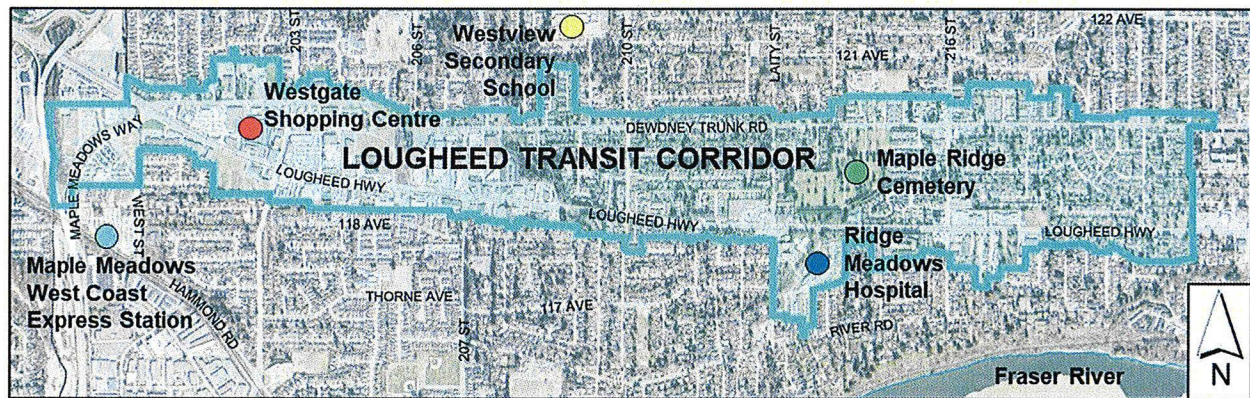 203 ST
206 ST
Westview
Secondary
School
210 ST
LAITY ST
121 AVE
216 ST
122 AVE
Westgate
Shopping Centre
MAPLE MEADOWS WAY
DEWDNEY TRUNK RD
LOUGHEED TRANSIT CORRIDOR
Maple Ridge
Cemetery
LOUGHEED HWY
118 AVE
LOUGHEED HWY
WEST ST
Ridge
Meadows
Hospital
LOUGHEED HWY
Maple Meadows
West Coast
Express Station
HAMMOND RD
THORNE AVE
207 ST
117 AVE
RIVER RD
Fraser River
N